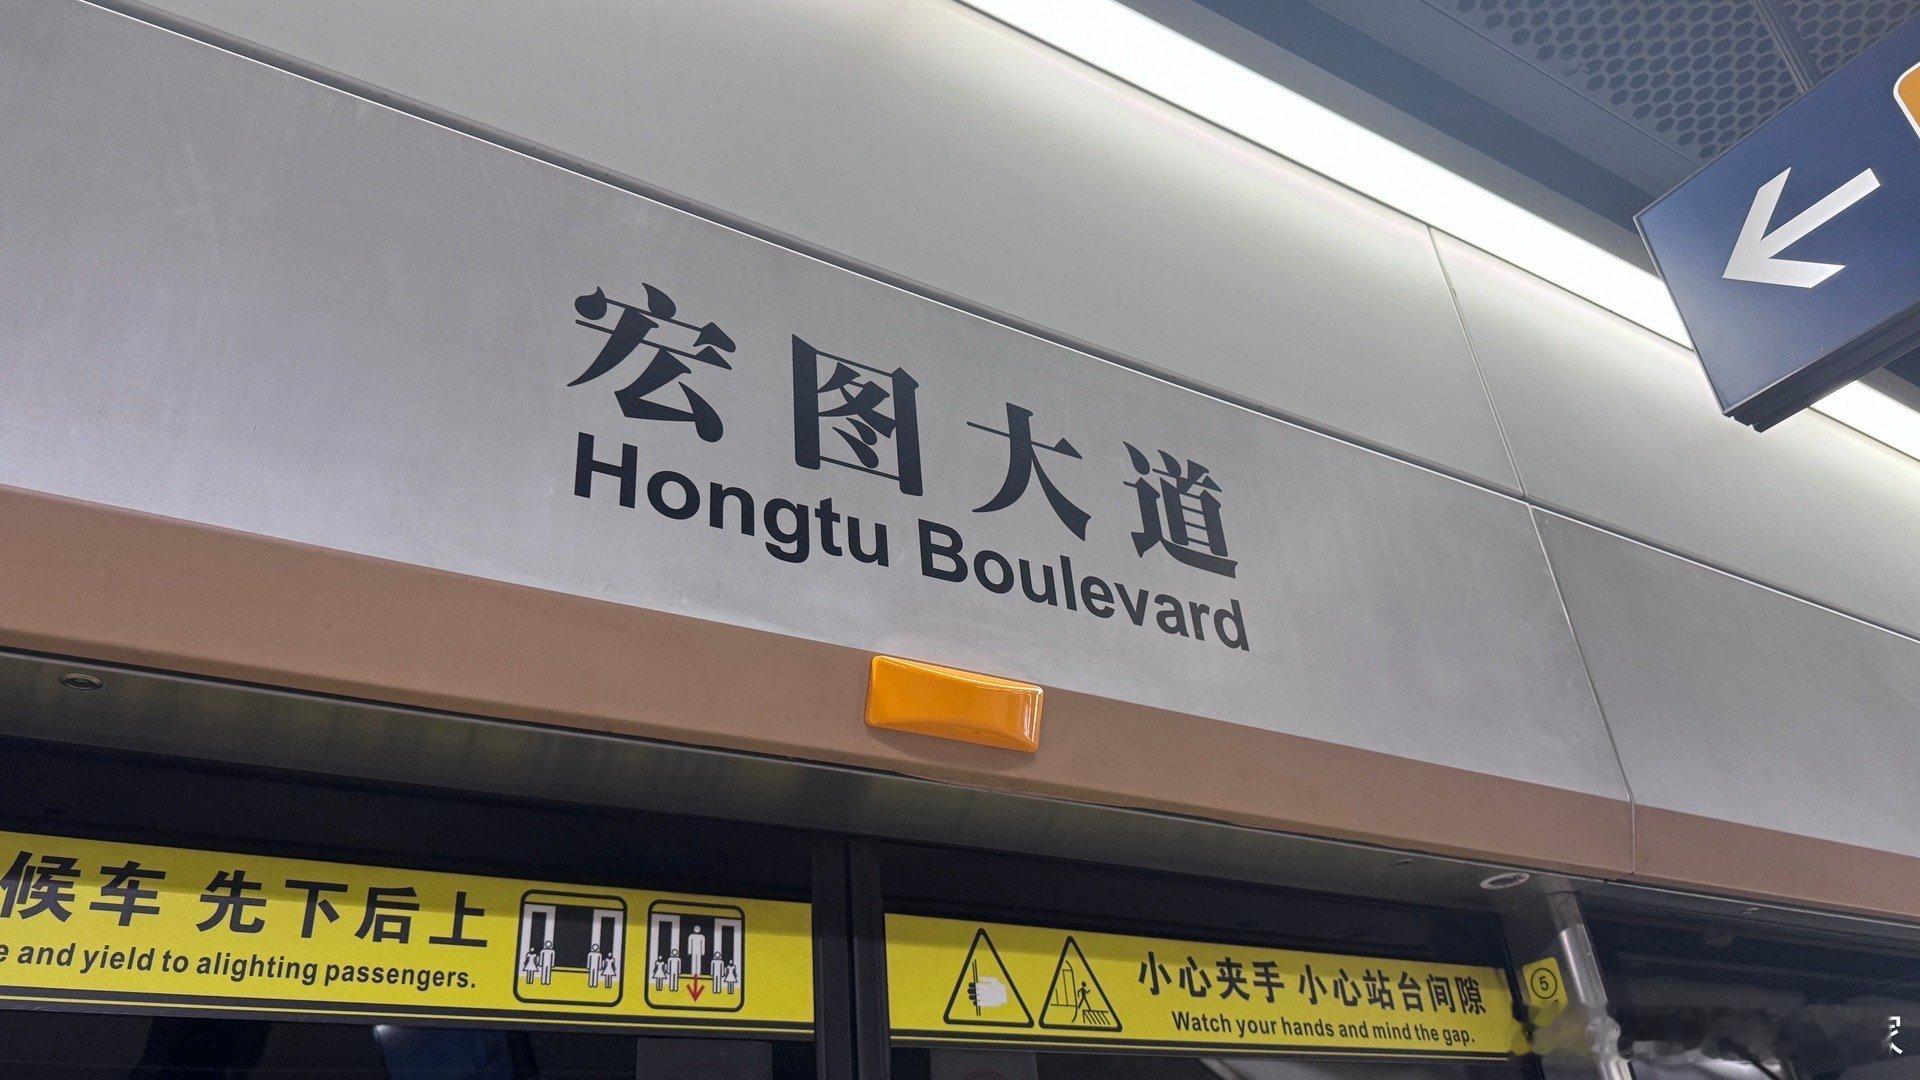 宏图大道
Hongtu Boulevard
候车 先下后上
and yield to alighting passengers.
小心夹手 小心站台间隙
Watch your hands and mind the gap.
5